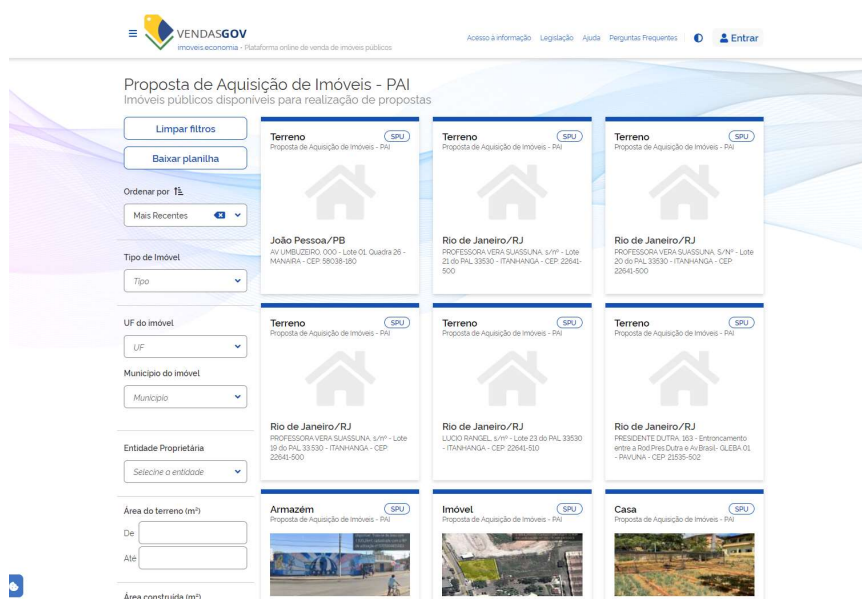 VENDASGOV
imoveis.economia - Plataforma online de venda de imóveis públicos
Acesso à informação Legislação Ajuda Perguntas Frequentes Entrar
Proposta de Aquisição de Imóveis - PAI
Imóveis públicos disponíveis para realização de propostas
Limpar filtros
Baixar planilha
Ordenar por
Mais Recentes
Tipo de Imóvel
Tipo
UF do imóvel
UF
Município do imóvel
Município
Entidade Proprietária
Selecine a entidade
Área do terreno (m²)
De
Até
Área construída (m²)
Terreno SPU
Proposta de Aquisição de Imóveis - PAI
João Pessoa/PB
AV UMBUZEIRO, 000 - Lote 01, Quadra 26 -
MANAIRA - CEP: 58038-180
Terreno SPU
Proposta de Aquisição de Imóveis - PAI
Rio de Janeiro/RJ
PROFESSORA VERA SUASSUNA, s/nº - Lote
21 do PAL 33530 - ITANHANGA - CEP: 22641-
500
Terreno SPU
Proposta de Aquisição de Imóveis - PAI
Rio de Janeiro/RJ
PROFESSORA VERA SUASSUNA, S/Nº - Lote
20 do PAL 33530 - ITANHANGA - CEP:
22641-500
Terreno SPU
Proposta de Aquisição de Imóveis - PAI
Rio de Janeiro/RJ
PROFESSORA VERA SUASSUNA, s/nº - Lote
19 do PAL 33.530 - ITANHANGA - CEP:
22641-500
Terreno SPU
Proposta de Aquisição de Imóveis - PAI
Rio de Janeiro/RJ
LUCIO RANGEL, s/nº - Lote 23 do PAL 33530
- ITANHANGA - CEP: 22641-510
Terreno SPU
Proposta de Aquisição de Imóveis - PAI
Rio de Janeiro/RJ
PRESIDENTE DUTRA, 163 - Entroncamento
entre a Rod.Pres.Dutra e Av.Brasil- GLEBA 01
- PAVUNA - CEP: 21535-502
Armazém SPU
Proposta de Aquisição de Imóveis - PAI
Imóvel SPU
Proposta de Aquisição de Imóveis - PAI
Casa SPU
Proposta de Aquisição de Imóveis - PAI